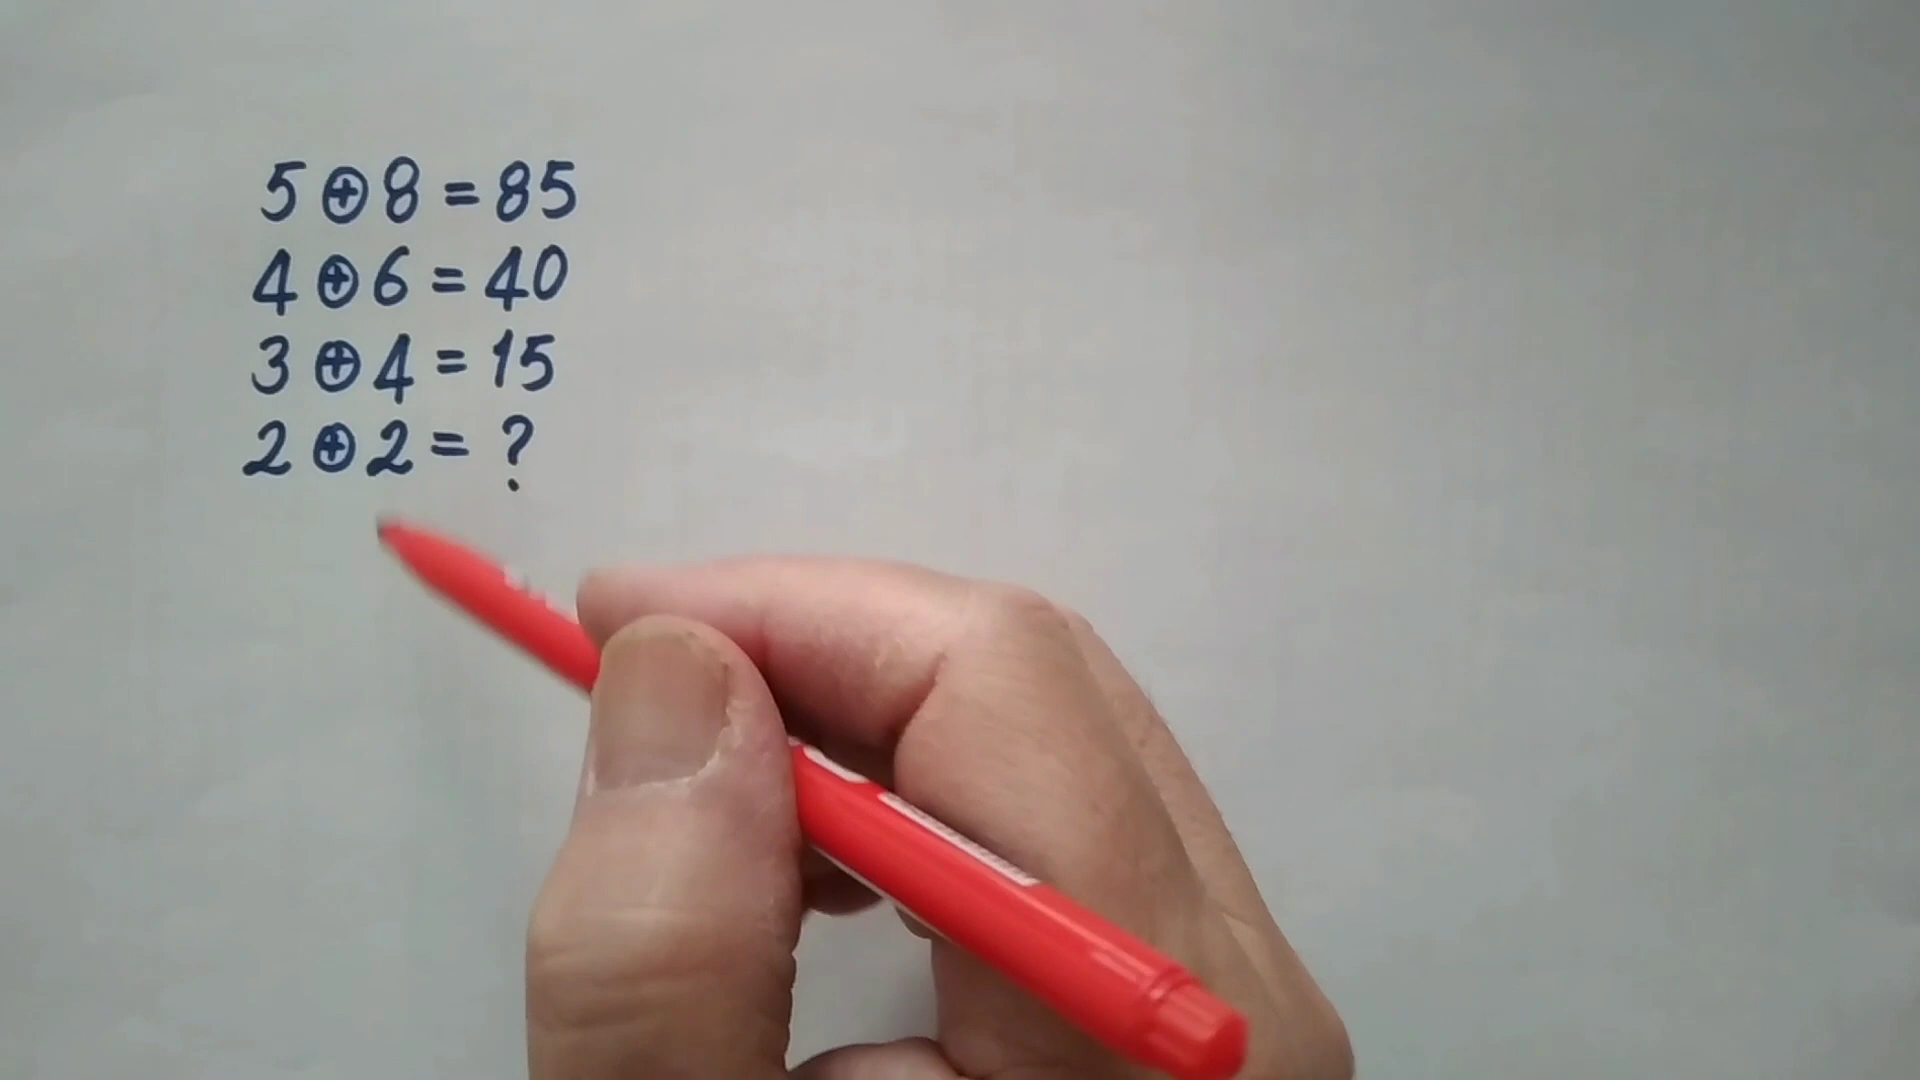 5 ⊕ 8 = 85
4 ⊕ 6 = 40
3 ⊕ 4 = 15
2 ⊕ 2 = ?